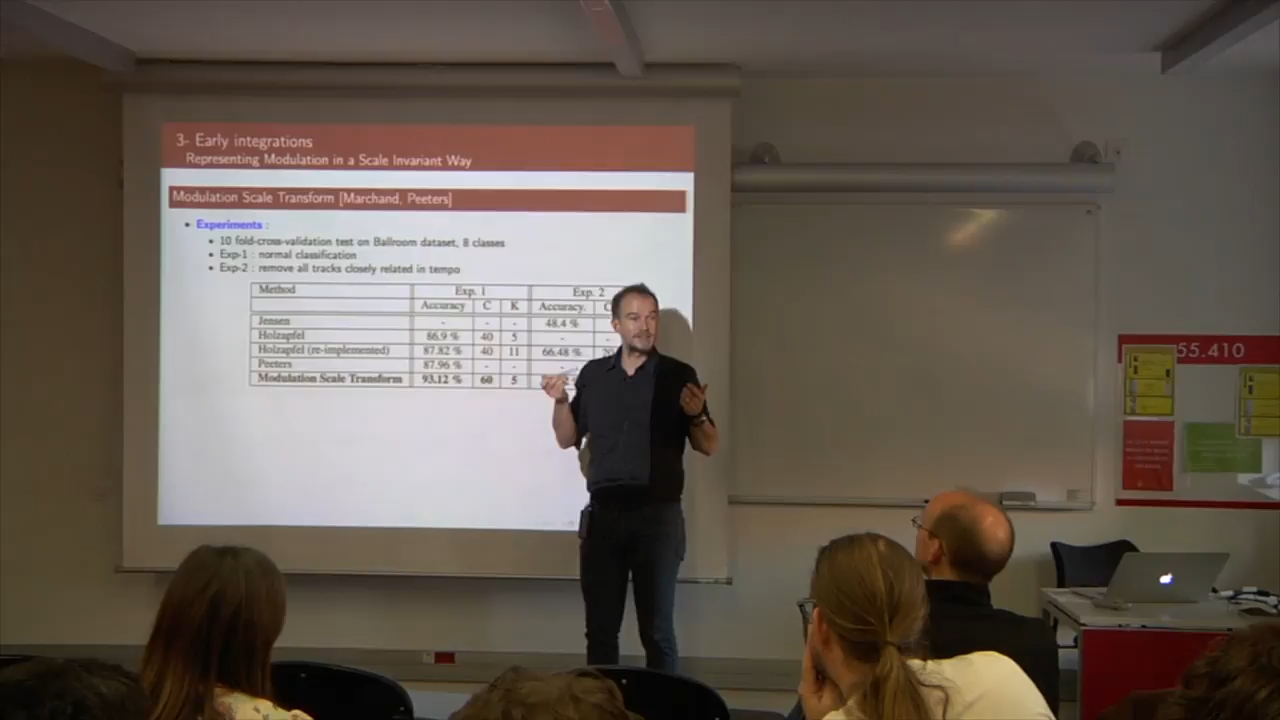 3- Early integrations
Representing Modulation in a Scale Invariant Way
Modulation Scale Transform [Marchand, Peeters]
Experiments :
10 fold-cross-validation test on Ballroom dataset, 8 classes
Exp-1 : normal classification
Exp-2 : remove all tracks closely related in tempo
Method Exp. 1 Exp. 2
Accuracy C K Accuracy. C
Jensen - - - 48.4 %
Holzapfel 86.9 % 40 5 - -
Holzapfel (re-implemented) 87.82 % 40 11 66.48 % 20
Peeters 87.96 % - - - -
Modulation Scale Transform 93.12 % 60 5
55.410